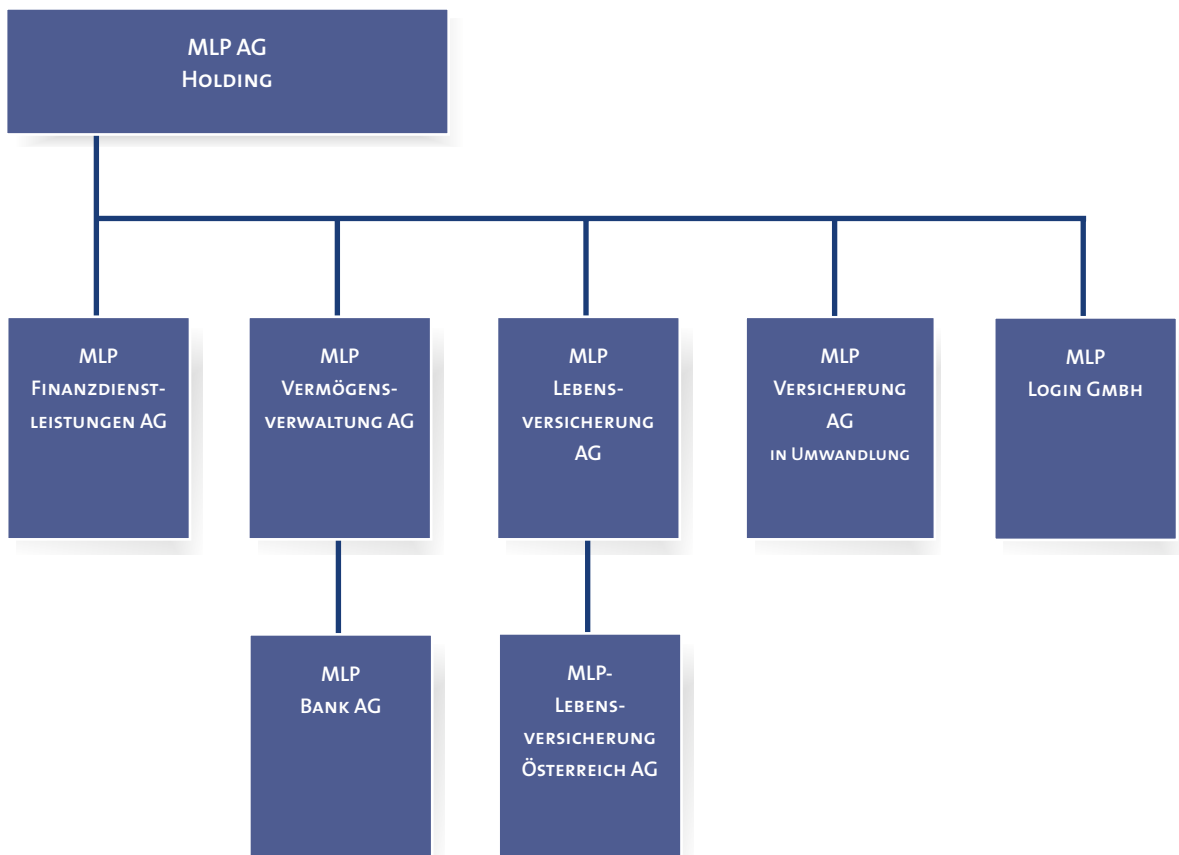 MLP AG
HOLDING
MLP
FINANZDIENST-
LEISTUNGEN AG
MLP
VERMÖGENS-
VERWALTUNG AG
MLP
LEBENS-
VERSICHERUNG
AG
MLP
VERSICHERUNG
AG
IN UMWANDLUNG
MLP
LOGIN GMBH
MLP
BANK AG
MLP-
LEBENS-
VERSICHERUNG
ÖSTERREICH AG